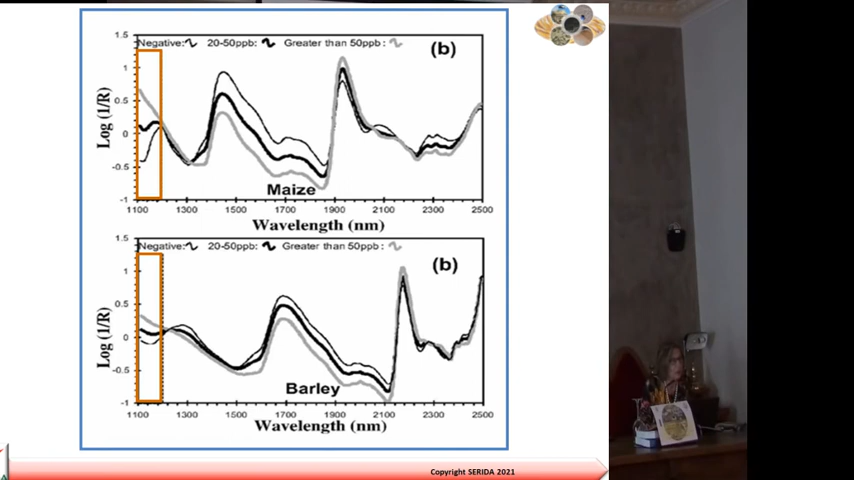 1.5
Negative: 20-50ppb: Greater than 50ppb:
(b)
1
0.5
0
-0.5
-1
Log (1/R)
Maize
1100 1300 1500 1700 1900 2100 2300 2500
Wavelength (nm)
1.5
Negative: 20-50ppb: Greater than 50ppb :
(b)
1
0.5
0
-0.5
-1
Log (1/R)
Barley
1100 1300 1500 1700 1900 2100 2300 2500
Wavelength (nm)
Copyright SERIDA 2021